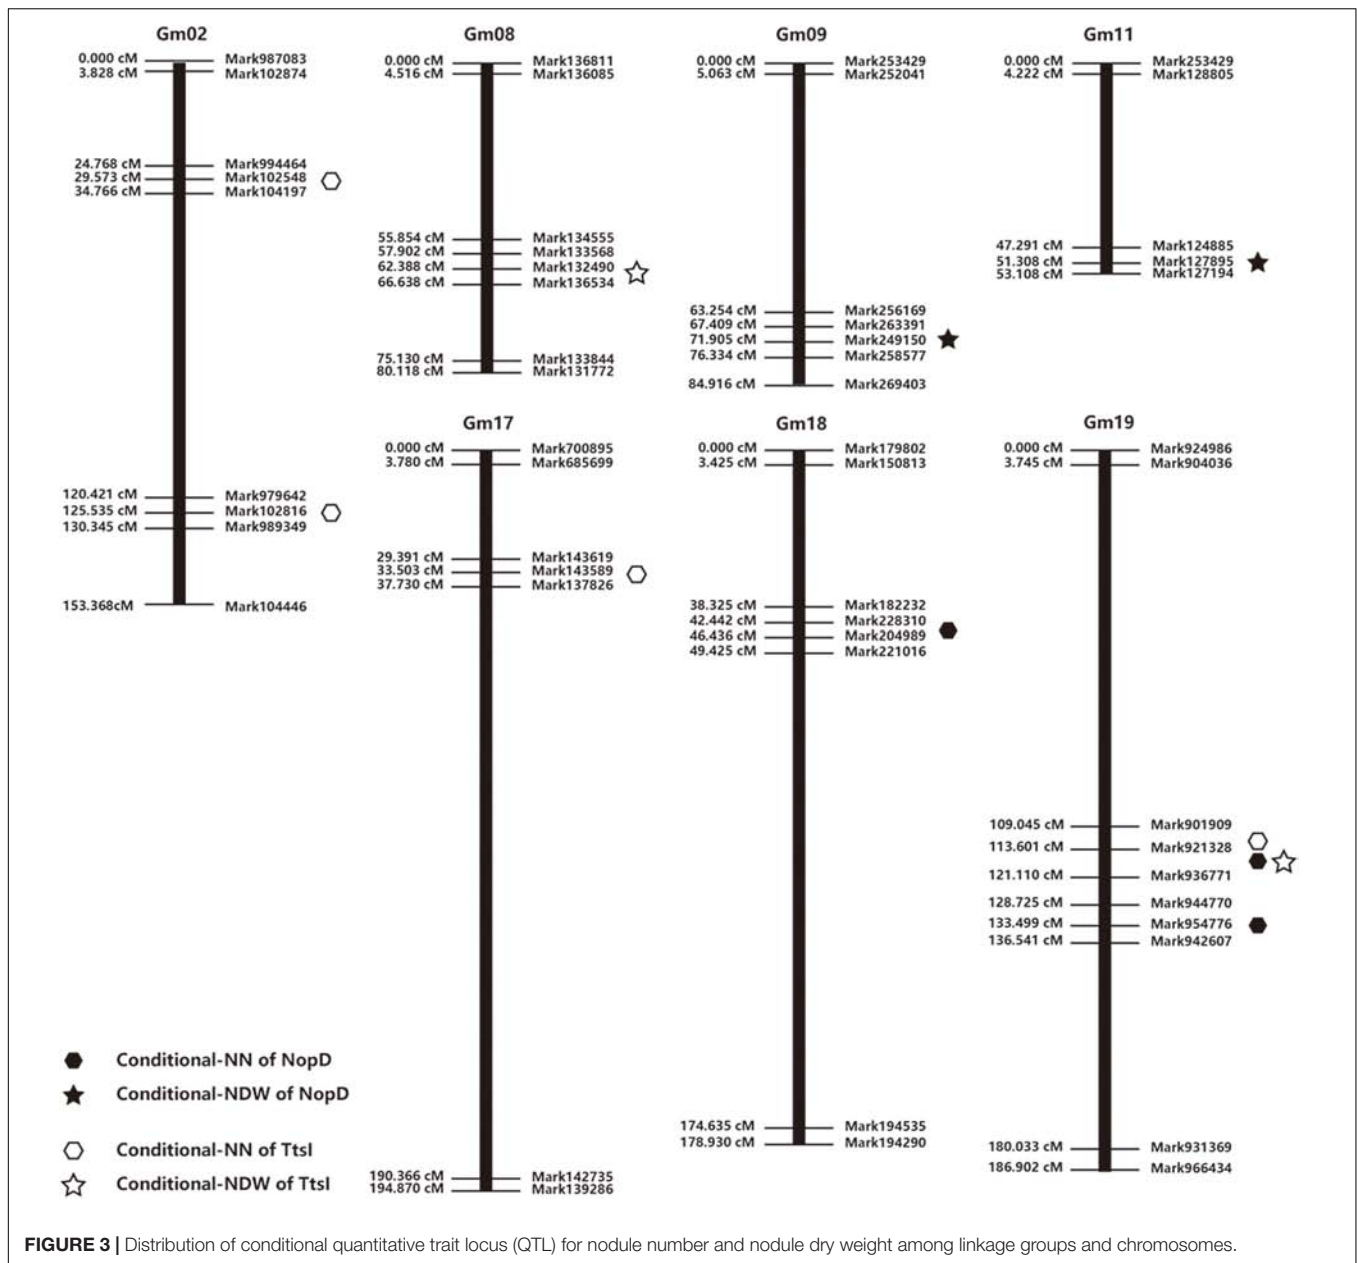 Gm02
0.000 cM Mark987083
3.828 cM Mark102874
24.768 cM Mark994464
29.573 cM Mark102548
34.766 cM Mark104197
120.421 cM Mark979642
125.535 cM Mark102816
130.345 cM Mark989349
153.368cM Mark104446
Gm08
0.000 cM Mark136811
4.516 cM Mark136085
55.854 cM Mark134555
57.902 cM Mark133568
62.388 cM Mark132490
66.638 cM Mark136534
75.130 cM Mark133844
80.118 cM Mark131772
Gm09
0.000 cM Mark253429
5.063 cM Mark252041
63.254 cM Mark256169
67.409 cM Mark263391
71.905 cM Mark249150
76.334 cM Mark258577
84.916 cM Mark269403
Gm11
0.000 cM Mark253429
4.222 cM Mark128805
47.291 cM Mark124885
51.308 cM Mark127895
53.108 cM Mark127194
Gm17
0.000 cM Mark700895
3.780 cM Mark685699
29.391 cM Mark143619
33.503 cM Mark143589
37.730 cM Mark137826
190.366 cM Mark142735
194.870 cM Mark139286
Gm18
0.000 cM Mark179802
3.425 cM Mark150813
38.325 cM Mark182232
42.442 cM Mark228310
46.436 cM Mark204989
49.425 cM Mark221016
174.635 cM Mark194535
178.930 cM Mark194290
Gm19
0.000 cM Mark924986
3.745 cM Mark904036
109.045 cM Mark901909
113.601 cM Mark921328
121.110 cM Mark936771
128.725 cM Mark944770
133.499 cM Mark954776
136.541 cM Mark942607
180.033 cM Mark931369
186.902 cM Mark966434
Conditional-NN of NopD
Conditional-NDW of NopD
Conditional-NN of TtsI
Conditional-NDW of TtsI
FIGURE 3 | Distribution of conditional quantitative trait locus (QTL) for nodule number and nodule dry weight among linkage groups and chromosomes.